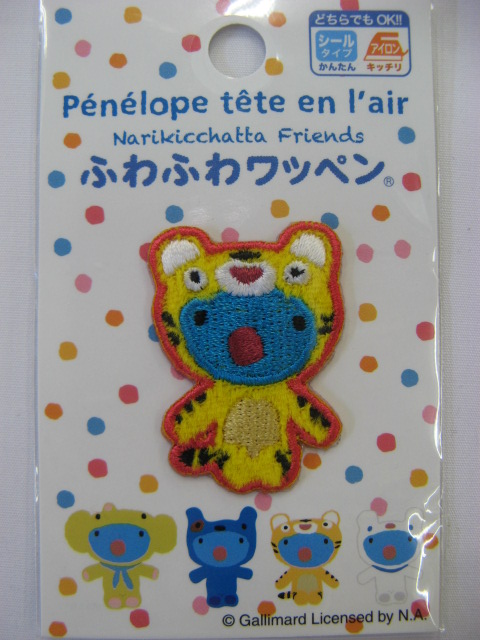 どちらでもOK!!
シール
タイプ
かんたん
アイロン
キッチリ
Pénélope tête en l'air
Narikicchatta Friends
ふわふわワッペン®
© Gallimard Licensed by N.A.